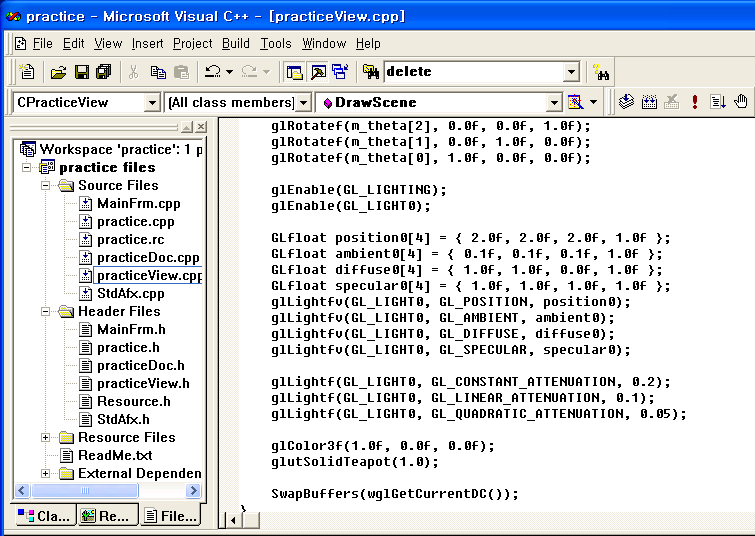 practice - Microsoft Visual C++ - [practiceView.cpp]
File Edit View Insert Project Build Tools Window Help
delete
CPracticeView [All class members] DrawScene
Workspace 'practice': 1 p
practice files
Source Files
MainFrm.cpp
practice.cpp
practice.rc
practiceDoc.cpp
practiceView.cpp
StdAfx.cpp
Header Files
MainFrm.h
practice.h
practiceDoc.h
practiceView.h
Resource.h
StdAfx.h
Resource Files
ReadMe.txt
External Dependen
Cla... Re... File...
glRotatef(m_theta[2], 0.0f, 0.0f, 1.0f);
glRotatef(m_theta[1], 0.0f, 1.0f, 0.0f);
glRotatef(m_theta[0], 1.0f, 0.0f, 0.0f);
glEnable(GL_LIGHTING);
glEnable(GL_LIGHT0);
GLfloat position0[4] = { 2.0f, 2.0f, 2.0f, 1.0f };
GLfloat ambient0[4] = { 0.1f, 0.1f, 0.1f, 1.0f };
GLfloat diffuse0[4] = { 1.0f, 1.0f, 0.0f, 1.0f };
GLfloat specular0[4] = { 1.0f, 1.0f, 1.0f, 1.0f };
glLightfv(GL_LIGHT0, GL_POSITION, position0);
glLightfv(GL_LIGHT0, GL_AMBIENT, ambient0);
glLightfv(GL_LIGHT0, GL_DIFFUSE, diffuse0);
glLightfv(GL_LIGHT0, GL_SPECULAR, specular0);
glLightf(GL_LIGHT0, GL_CONSTANT_ATTENUATION, 0.2);
glLightf(GL_LIGHT0, GL_LINEAR_ATTENUATION, 0.1);
glLightf(GL_LIGHT0, GL_QUADRATIC_ATTENUATION, 0.05);
glColor3f(1.0f, 0.0f, 0.0f);
glutSolidTeapot(1.0);
SwapBuffers(wglGetCurrentDC());
}